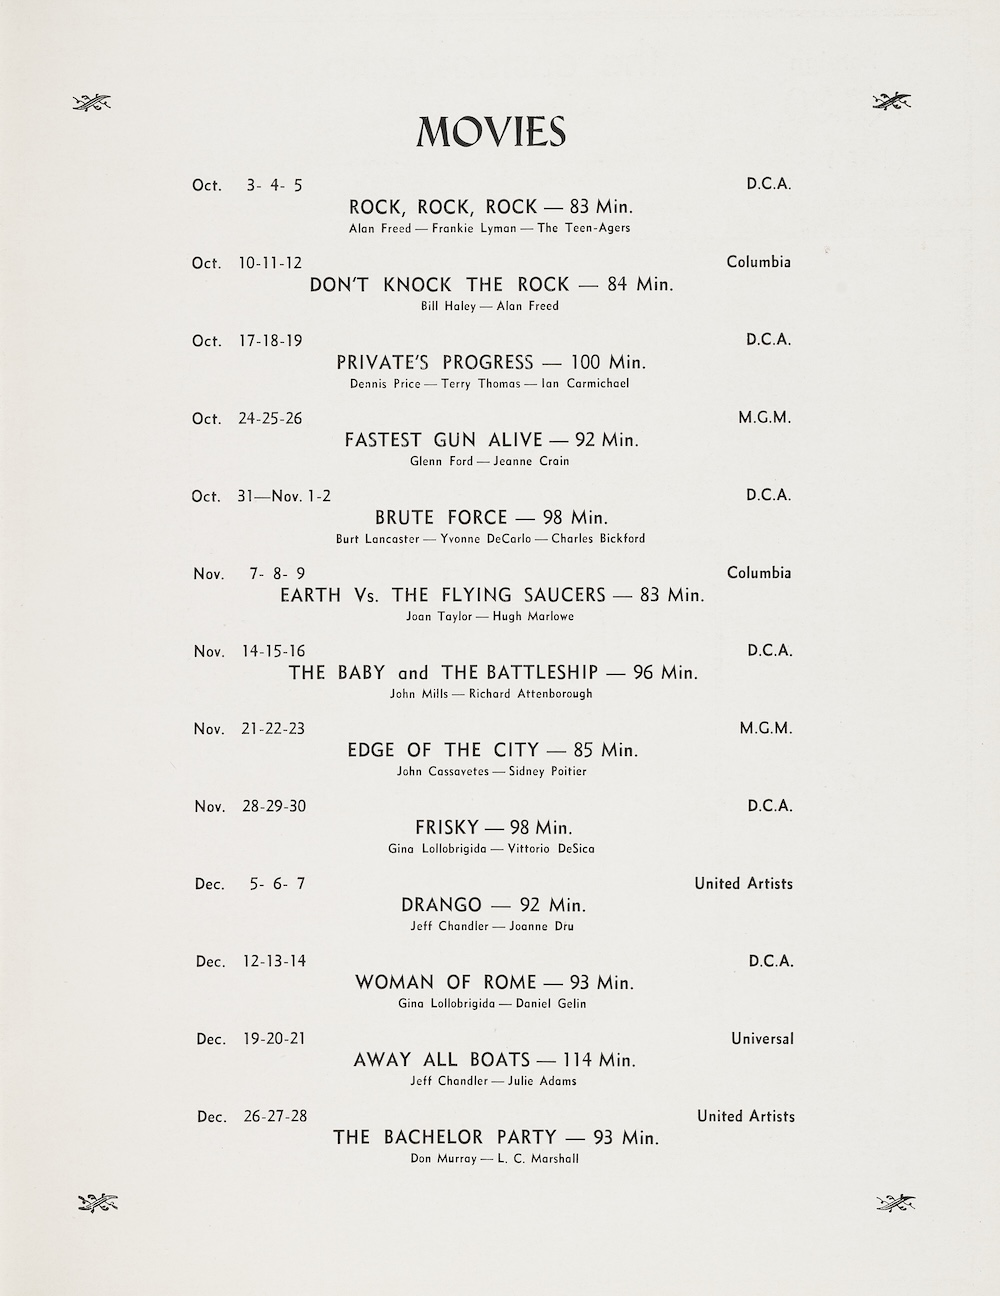 MOVIES
Oct. 3- 4- 5 D.C.A.
ROCK, ROCK, ROCK — 83 Min.
Alan Freed — Frankie Lyman — The Teen-Agers
Oct. 10-11-12 Columbia
DON'T KNOCK THE ROCK — 84 Min.
Bill Haley — Alan Freed
Oct. 17-18-19 D.C.A.
PRIVATE'S PROGRESS — 100 Min.
Dennis Price — Terry Thomas — Ian Carmichael
Oct. 24-25-26 M.G.M.
FASTEST GUN ALIVE — 92 Min.
Glenn Ford — Jeanne Crain
Oct. 31—Nov. 1-2 D.C.A.
BRUTE FORCE — 98 Min.
Burt Lancaster — Yvonne DeCarlo — Charles Bickford
Nov. 7- 8- 9 Columbia
EARTH Vs. THE FLYING SAUCERS — 83 Min.
Joan Taylor — Hugh Marlowe
Nov. 14-15-16 D.C.A.
THE BABY and THE BATTLESHIP — 96 Min.
John Mills — Richard Attenborough
Nov. 21-22-23 M.G.M.
EDGE OF THE CITY — 85 Min.
John Cassavetes — Sidney Poitier
Nov. 28-29-30 D.C.A.
FRISKY — 98 Min.
Gina Lollobrigida — Vittorio DeSica
Dec. 5- 6- 7 United Artists
DRANGO — 92 Min.
Jeff Chandler — Joanne Dru
Dec. 12-13-14 D.C.A.
WOMAN OF ROME — 93 Min.
Gina Lollobrigida — Daniel Gelin
Dec. 19-20-21 Universal
AWAY ALL BOATS — 114 Min.
Jeff Chandler — Julie Adams
Dec. 26-27-28 United Artists
THE BACHELOR PARTY — 93 Min.
Don Murray — L. C. Marshall